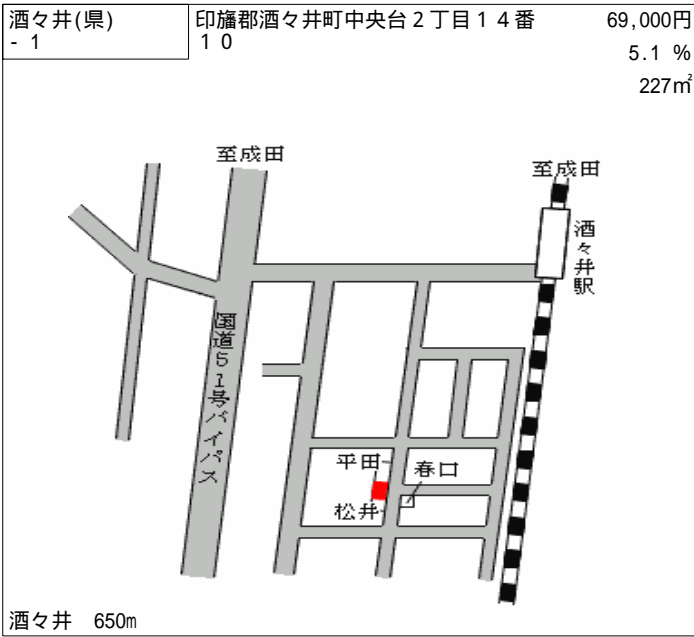 酒々井(県)
- 1
印旛郡酒々井町中央台２丁目１４番
１０
69,000円
5.1 %
227㎡
至成田
至成田
酒々井駅
国道５１号バイパス
平田
春口
松井
酒々井　650m